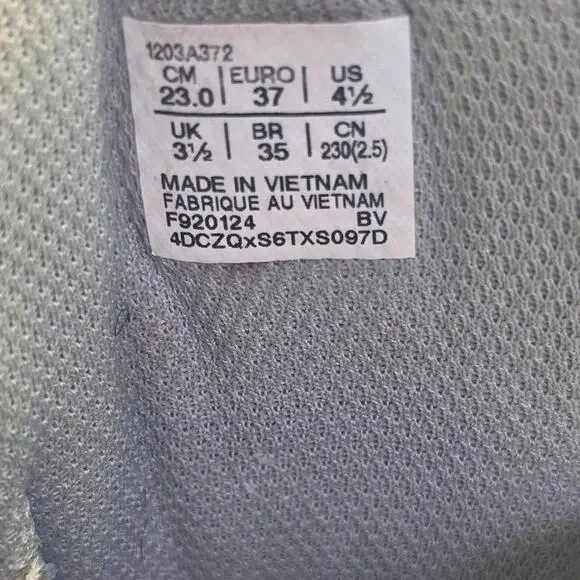 1203A372
CM | EURO | US
23.0 | 37 | 4½
UK | BR | CN
3½ | 35 | 230(2.5)
MADE IN VIETNAM
FABRIQUE AU VIETNAM
F920124 BV
4DCZQxS6TXS097D